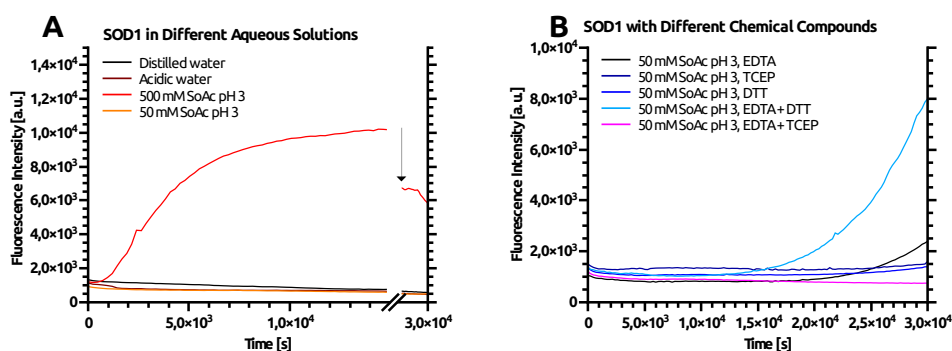 A
SOD1 in Different Aqueous Solutions
Distilled water
Acidic water
500 mM SoAc pH 3
50 mM SoAc pH 3
Fluorescence Intensity [a.u.]
1,4×10⁴
1,2×10⁴
1,0×10⁴
8,0×10³
6,0×10³
4,0×10³
2,0×10³
0
0 5,0×10³ 1,0×10⁴ 3,0×10⁴
Time [s]
B
SOD1 with Different Chemical Compounds
50 mM SoAc pH 3, EDTA
50 mM SoAc pH 3, TCEP
50 mM SoAc pH 3, DTT
50 mM SoAc pH 3, EDTA + DTT
50 mM SoAc pH 3, EDTA + TCEP
Fluorescence Intensity [a.u.]
1,0×10⁴
8,0×10³
6,0×10³
4,0×10³
2,0×10³
0
0 5,0×10³ 1,0×10⁴ 1,5×10⁴ 2,0×10⁴ 2,5×10⁴ 3,0×10⁴
Time [s]